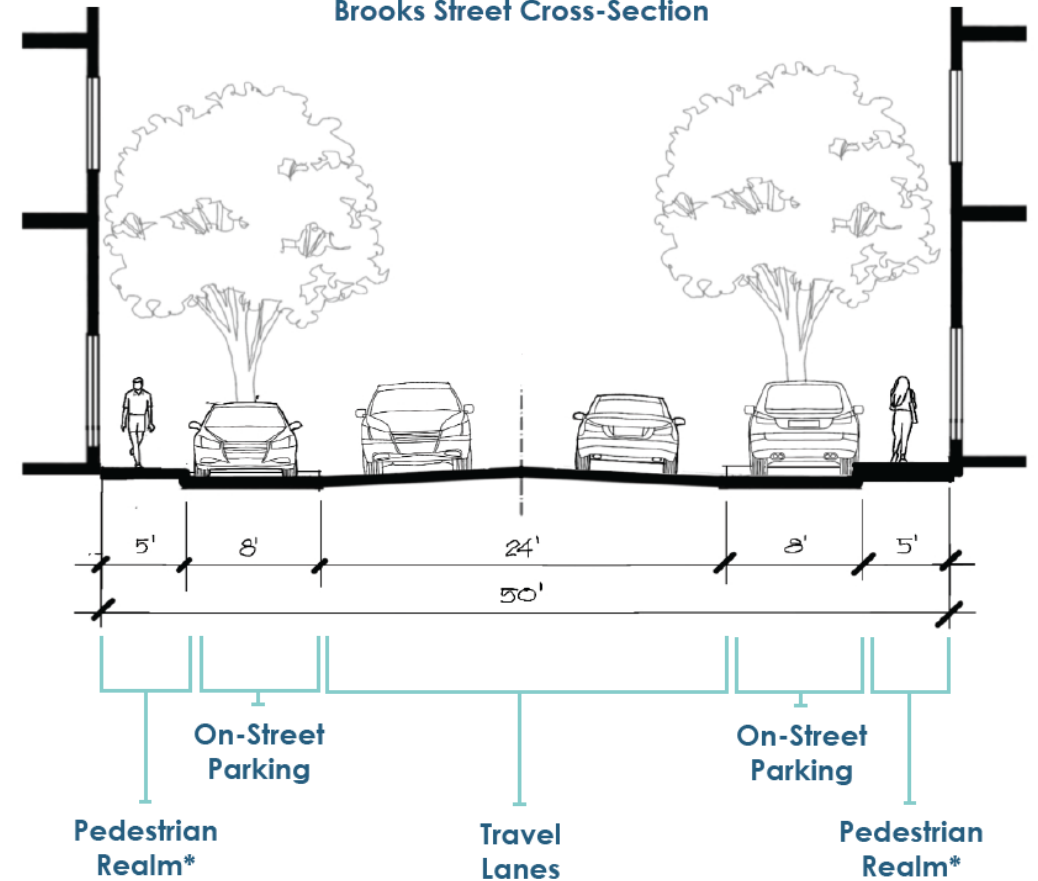 Brooks Street Cross-Section
5' 8' 24' 8' 5'
50'
On-Street
Parking
On-Street
Parking
Pedestrian
Realm*
Travel
Lanes
Pedestrian
Realm*